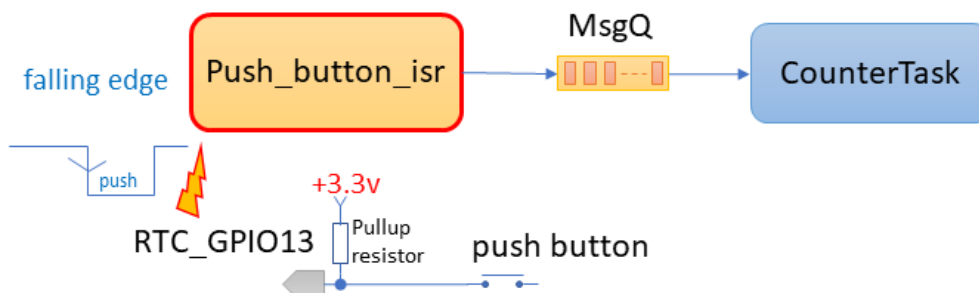 MsgQ
Push_button_isr
CounterTask
falling edge
push
+3.3v
RTC_GPIO13
Pullup
resistor
push button